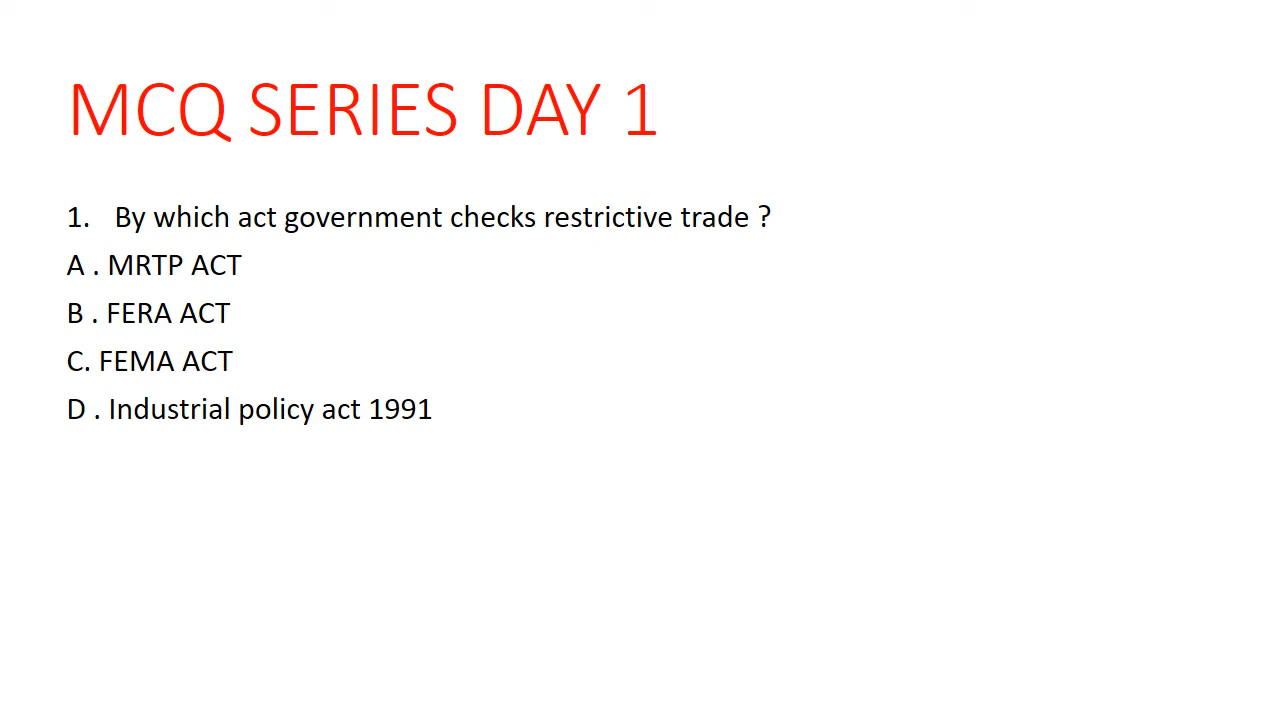 MCQ SERIES DAY 1
1. By which act government checks restrictive trade ?
A . MRTP ACT
B . FERA ACT
C. FEMA ACT
D . Industrial policy act 1991